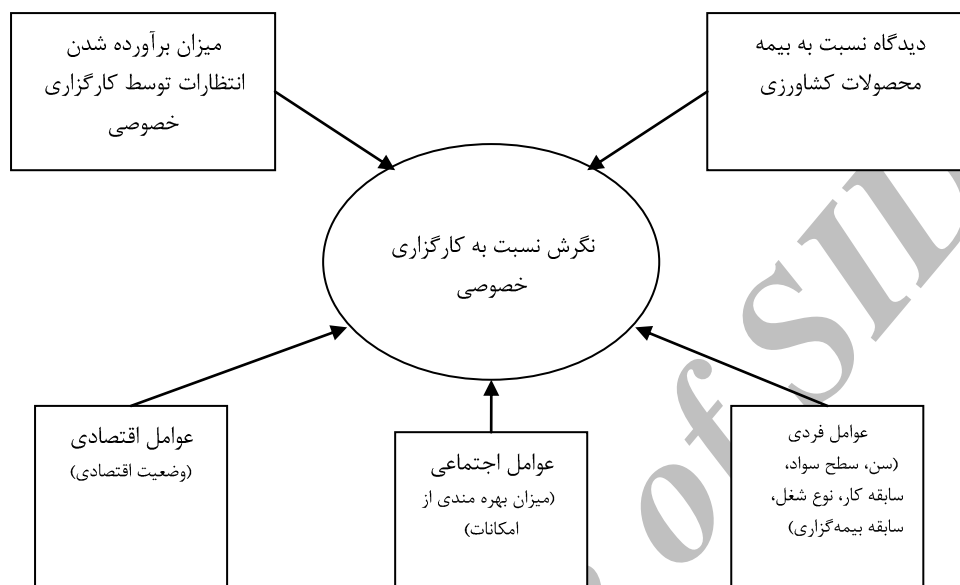 دیدگاه نسبت به بیمه
محصولات کشاورزی
میزان برآورده شدن
انتظارات توسط کارگزاری
خصوصی
نگرش نسبت به کارگزاری
خصوصی
عوامل فردی
(سن، سطح سواد،
سابقه کار، نوع شغل،
سابقه بیمه‌گزاری)
عوامل اجتماعی
(میزان بهره مندی از
امکانات)
عوامل اقتصادی
(وضعیت اقتصادی)
of SID